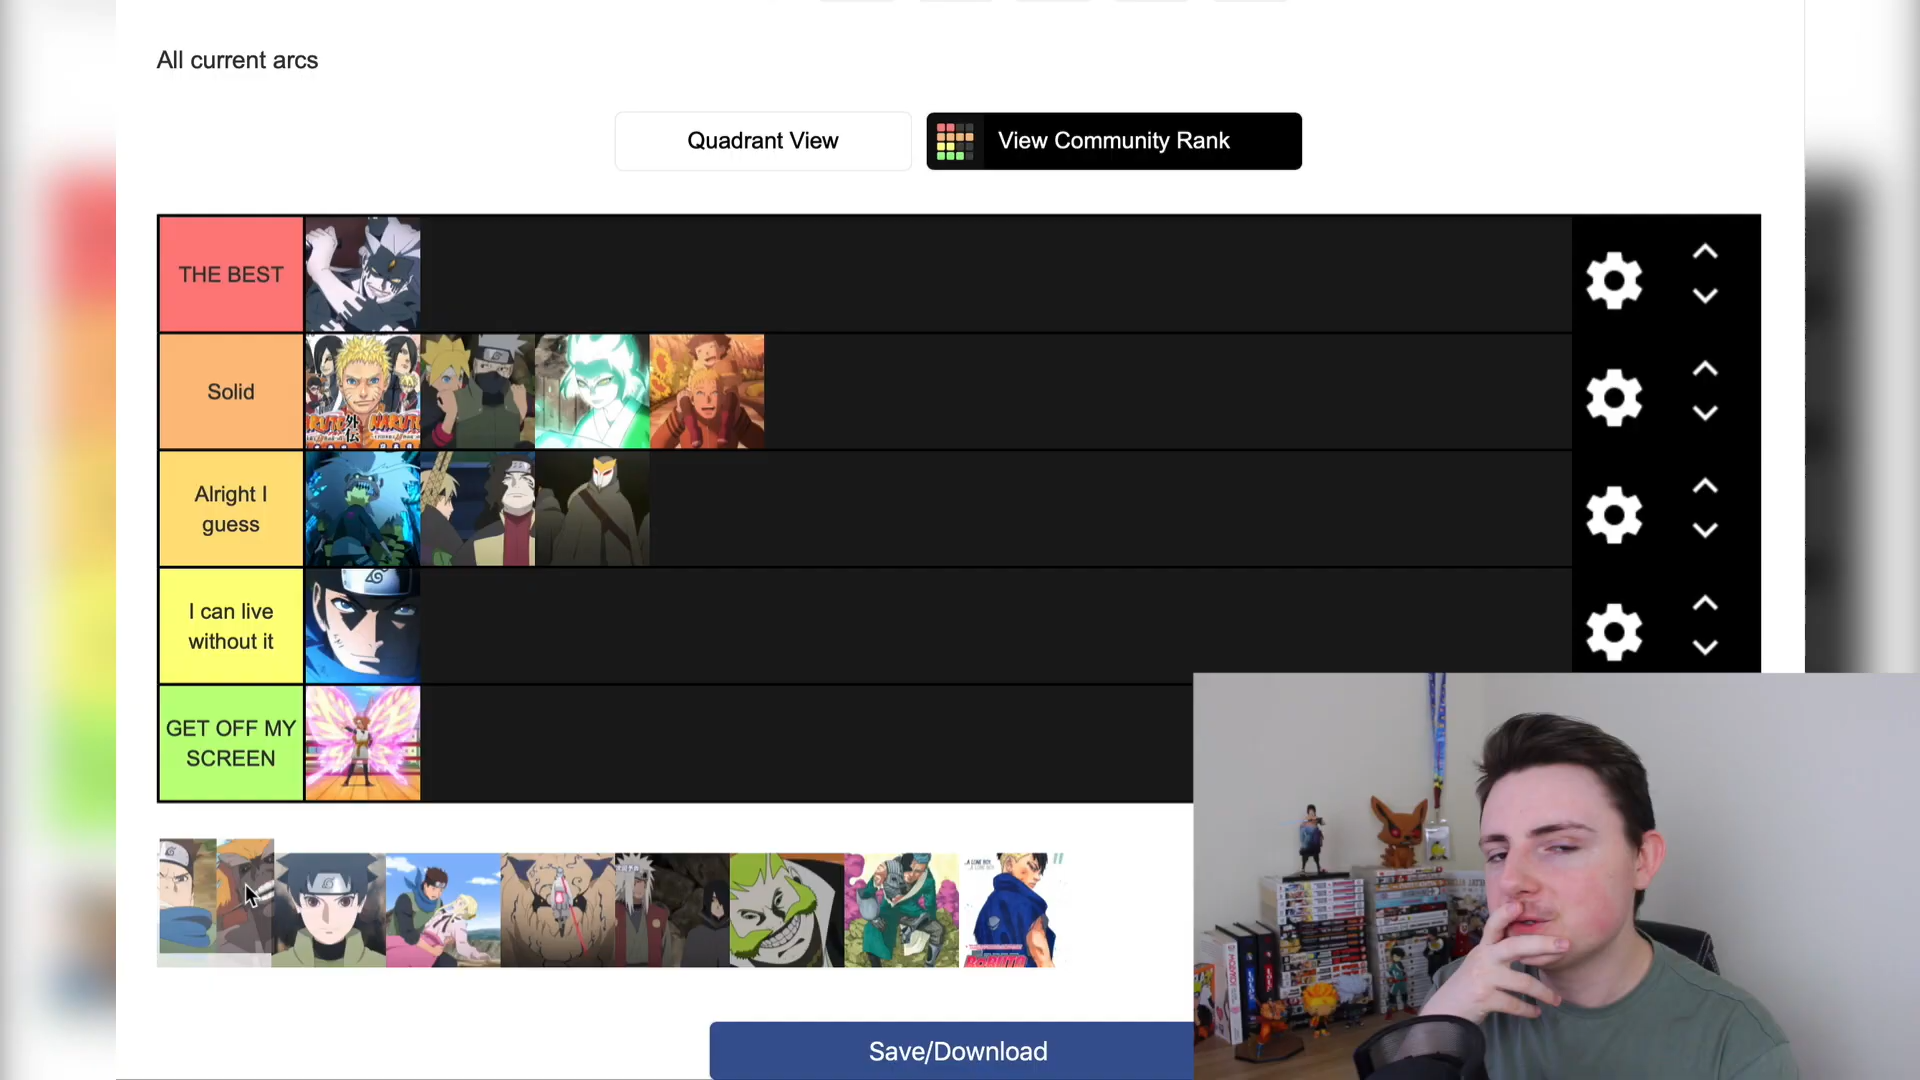 All current arcs
Quadrant View
View Community Rank
THE BEST
Solid
Alright I
guess
I can live
without it
GET OFF MY
SCREEN
Save/Download